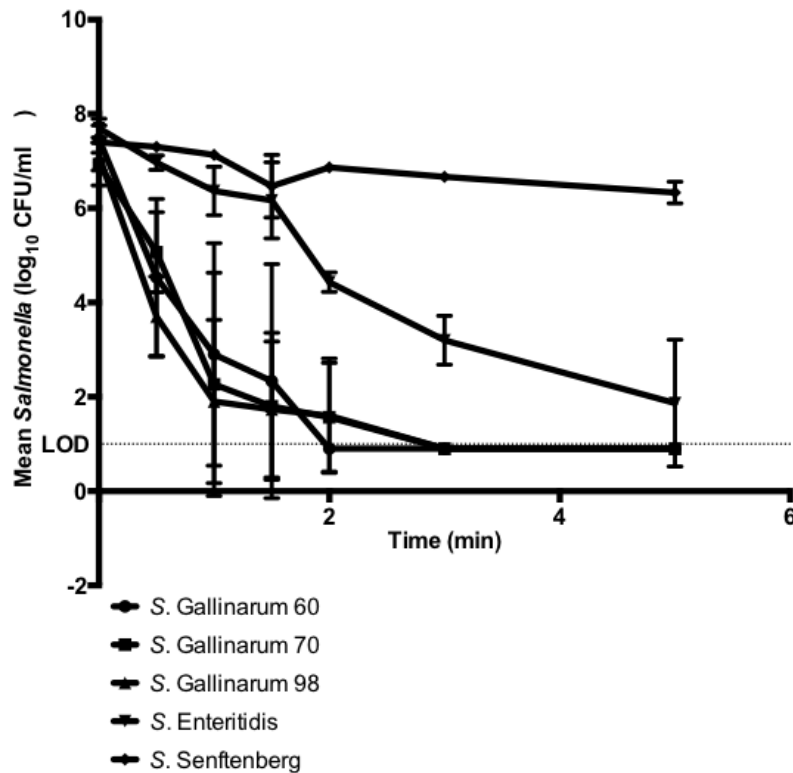 10
8
6
4
2
LOD
0
-2
Mean Salmonella (log10 CFU/ml )
2 4 6
Time (min)
S. Gallinarum 60
S. Gallinarum 70
S. Gallinarum 98
S. Enteritidis
S. Senftenberg